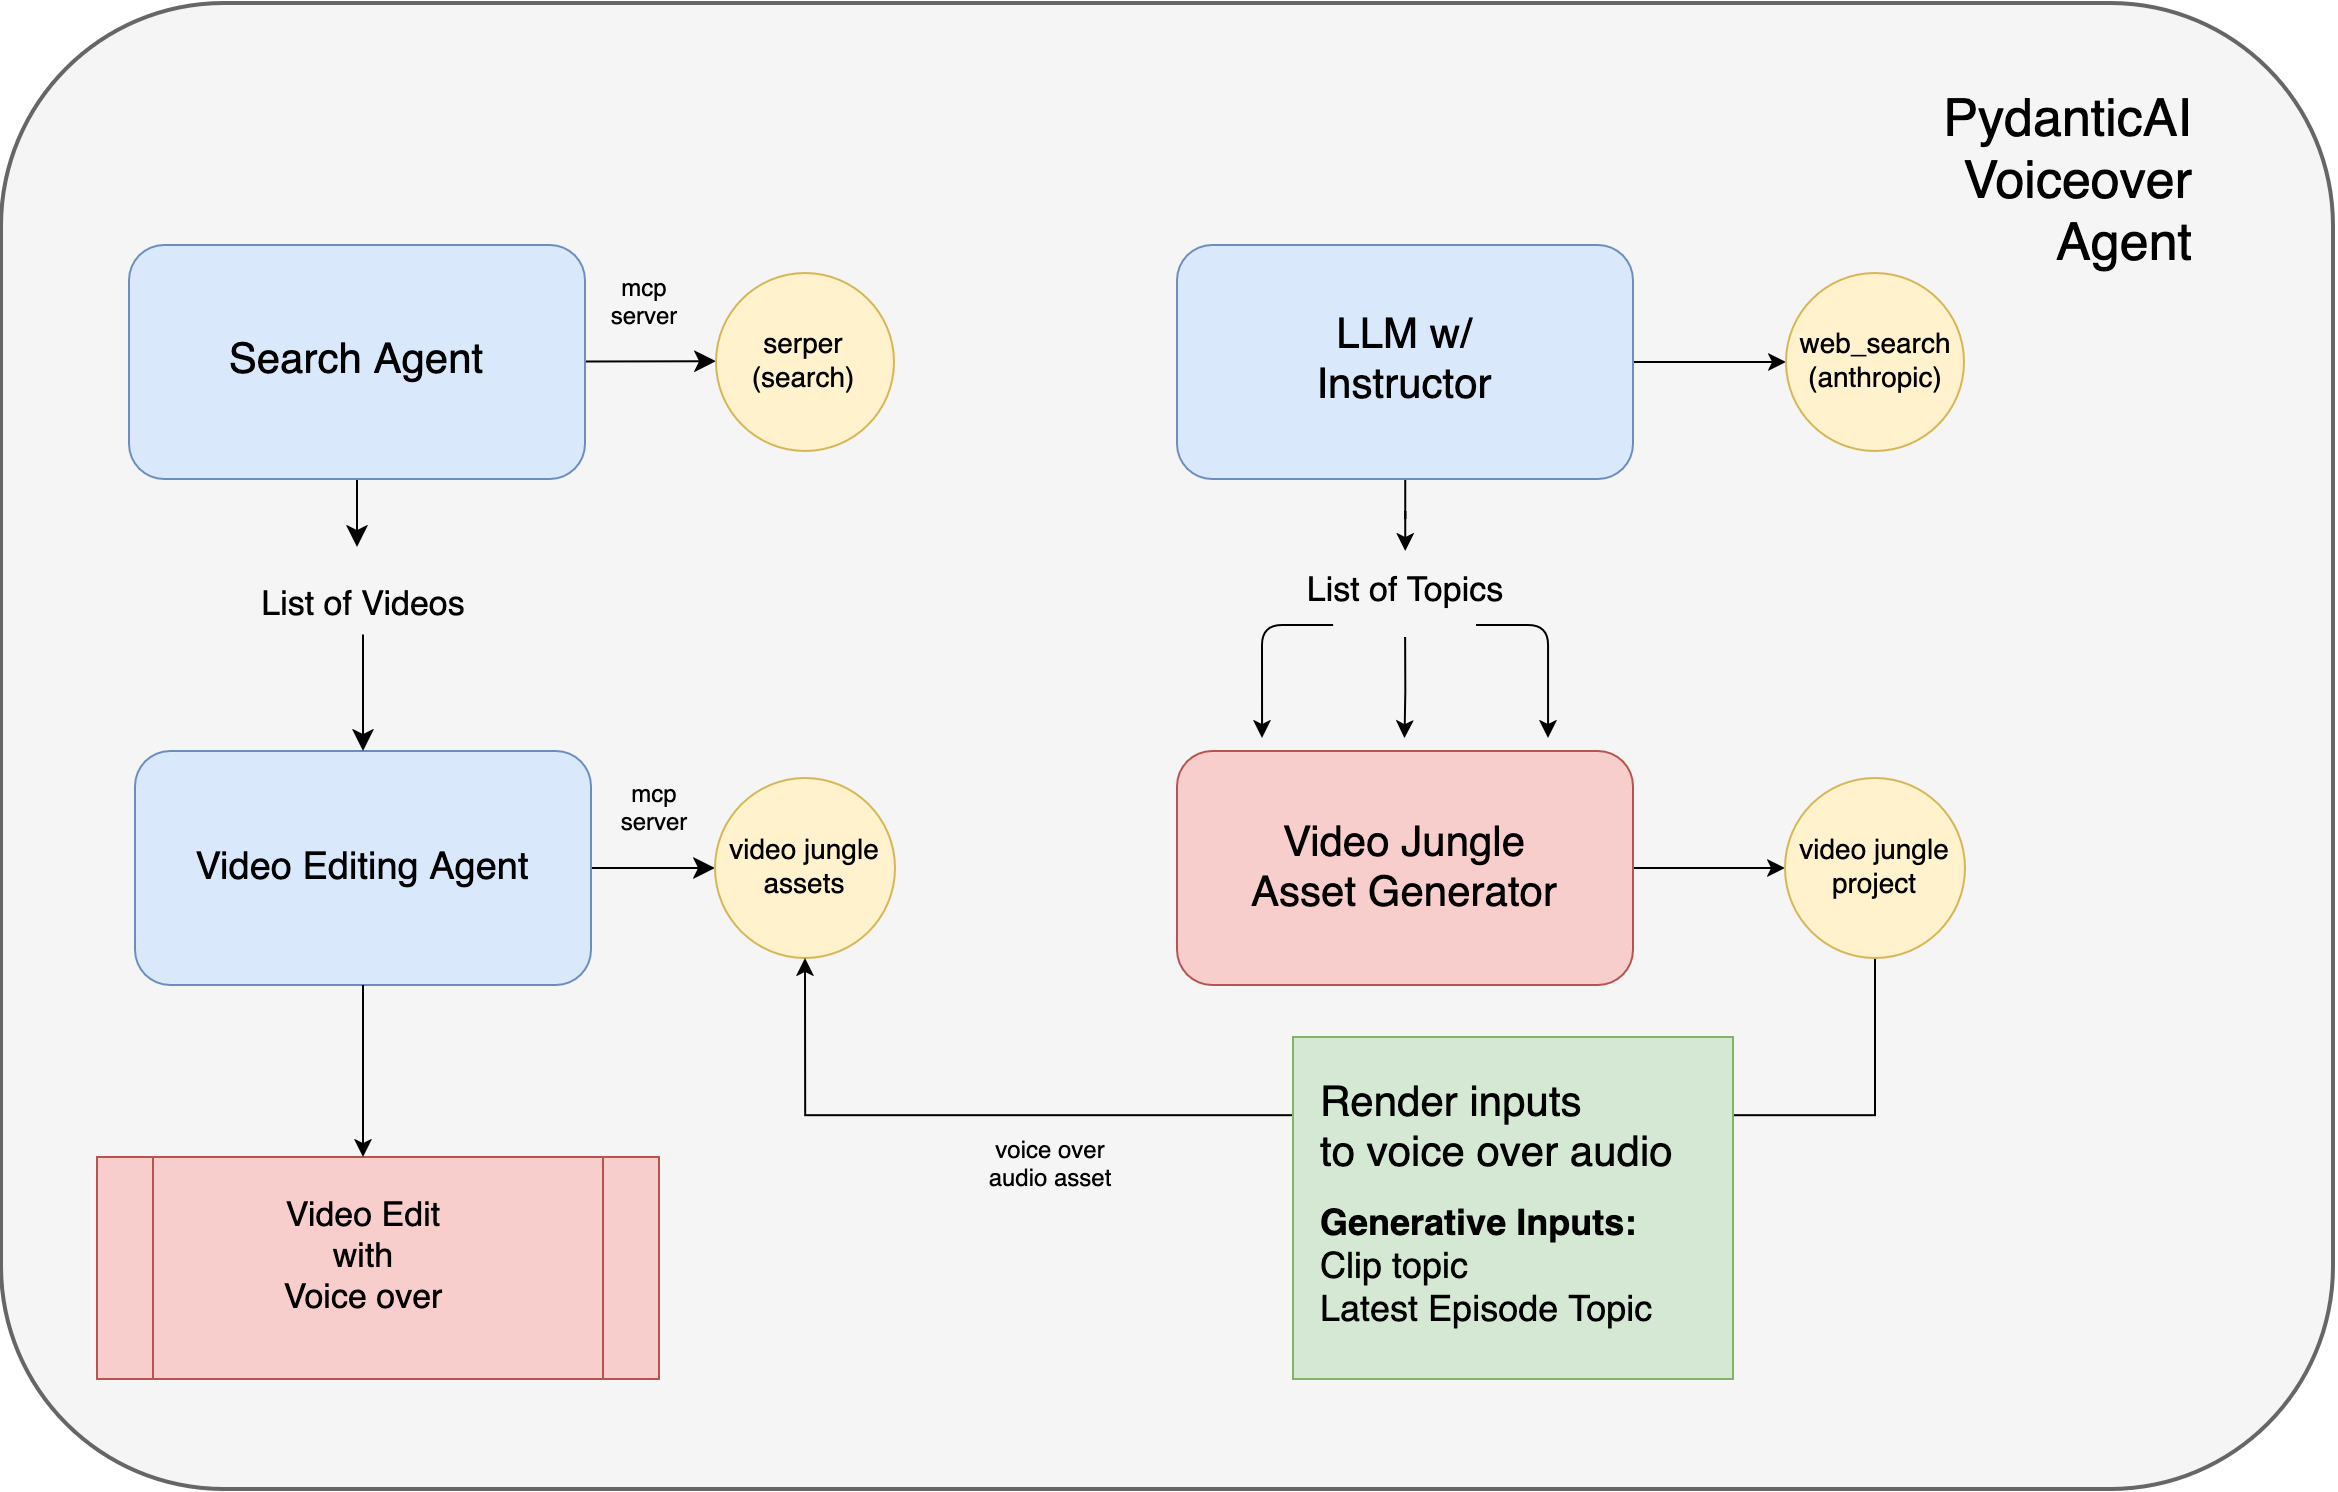 PydanticAI
Voiceover
Agent
Search Agent
mcp
server
serper
(search)
LLM w/
Instructor
web_search
(anthropic)
List of Videos
List of Topics
Video Editing Agent
mcp
server
video jungle
assets
Video Jungle
Asset Generator
video jungle
project
voice over
audio asset
Render inputs
to voice over audio
Generative Inputs:
Clip topic
Latest Episode Topic
Video Edit
with
Voice over